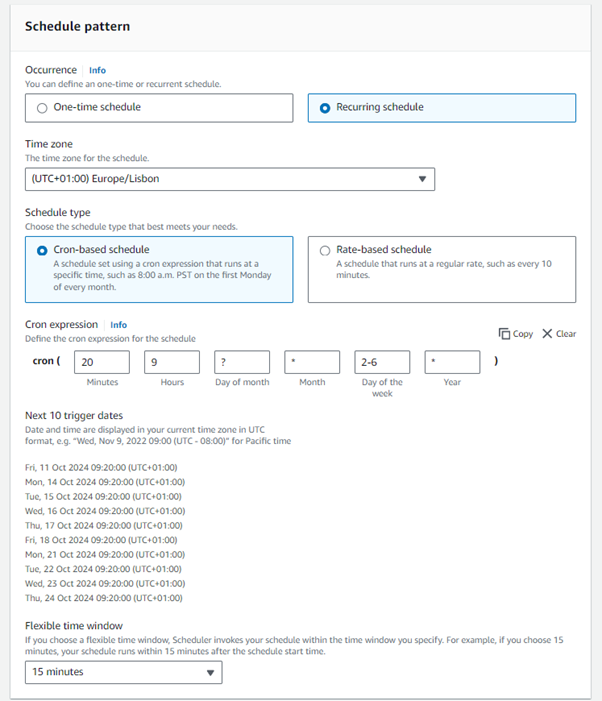 Schedule pattern
Occurrence Info
You can define an one-time or recurrent schedule.
One-time schedule
Recurring schedule
Time zone
The time zone for the schedule.
(UTC+01:00) Europe/Lisbon
Schedule type
Choose the schedule type that best meets your needs.
Cron-based schedule
A schedule set using a cron expression that runs at a
specific time, such as 8:00 a.m. PST on the first Monday
of every month.
Rate-based schedule
A schedule that runs at a regular rate, such as every 10
minutes.
Cron expression Info
Define the cron expression for the schedule
Copy Clear
cron ( 20 9 ? * 2-6 * )
Minutes Hours Day of month Month Day of the Year
week
Next 10 trigger dates
Date and time are displayed in your current time zone in UTC
format, e.g. "Wed, Nov 9, 2022 09:00 (UTC - 08:00)" for Pacific time
Fri, 11 Oct 2024 09:20:00 (UTC+01:00)
Mon, 14 Oct 2024 09:20:00 (UTC+01:00)
Tue, 15 Oct 2024 09:20:00 (UTC+01:00)
Wed, 16 Oct 2024 09:20:00 (UTC+01:00)
Thu, 17 Oct 2024 09:20:00 (UTC+01:00)
Fri, 18 Oct 2024 09:20:00 (UTC+01:00)
Mon, 21 Oct 2024 09:20:00 (UTC+01:00)
Tue, 22 Oct 2024 09:20:00 (UTC+01:00)
Wed, 23 Oct 2024 09:20:00 (UTC+01:00)
Thu, 24 Oct 2024 09:20:00 (UTC+01:00)
Flexible time window
If you choose a flexible time window, Scheduler invokes your schedule within the time window you specify. For example, if you choose 15
minutes, your schedule runs within 15 minutes after the schedule start time.
15 minutes